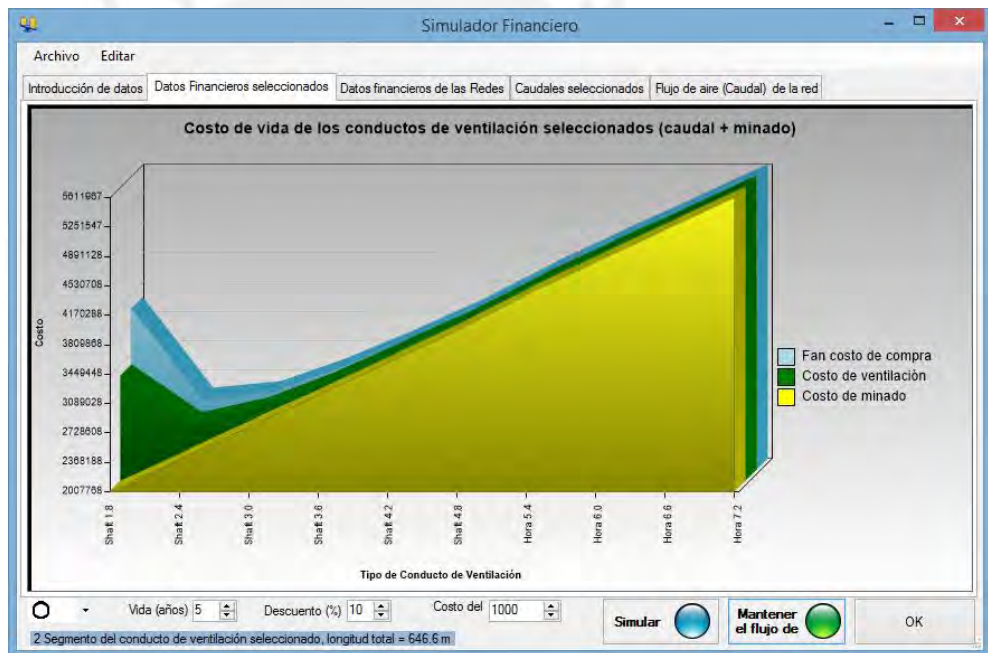 Simulador Financiero
Archivo Editar
Introducción de datos Datos Financieros seleccionados Datos financieros de las Redes Caudales seleccionados Flujo de aire (Caudal) de la red
Costo de vida de los conductos de ventilación seleccionados (caudal + minado)
Costo
5611967
5251547
4891128
4530708
4170288
3809868
3449448
3089028
2728608
2368188
2007768
Fan costo de compra
Costo de ventilaciòn
Costo de minado
Shaft 1.8
Shaft 2.4
Shaft 3.0
Shaft 3.6
Shaft 4.2
Shaft 4.8
Hora 5.4
Hora 6.0
Hora 6.6
Hora 7.2
Tipo de Conducto de Ventilación
Vida (años) 5 Descuento (%) 10 Costo del 1000
Simular
Mantener
el flujo de
OK
2 Segmento del conducto de ventilación seleccionado, longitud total = 646.6 m